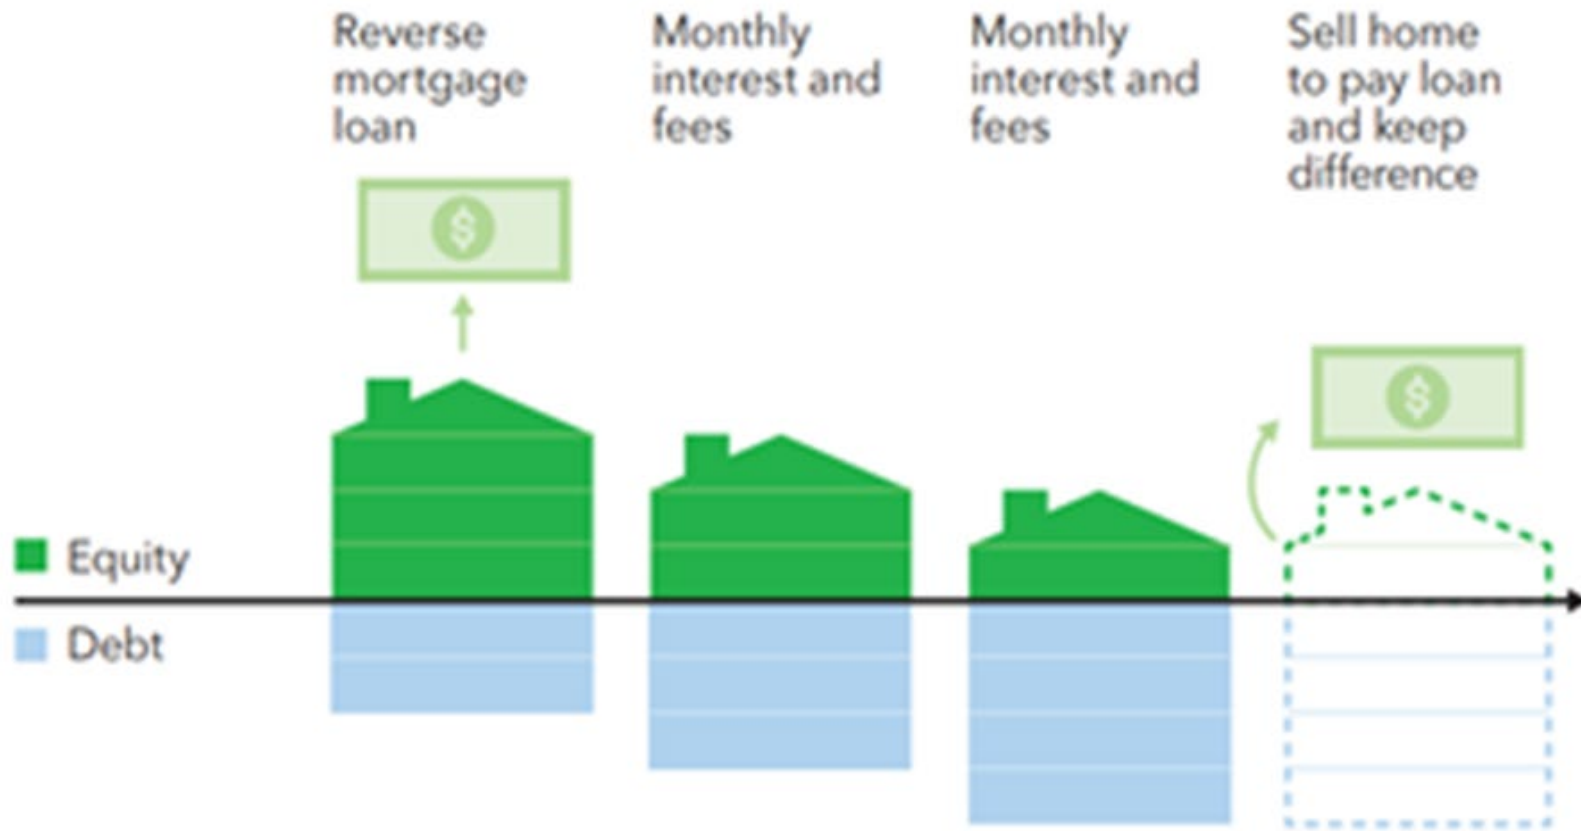 Reverse
mortgage
loan
Monthly
interest and
fees
Monthly
interest and
fees
Sell home
to pay loan
and keep
difference
$
$
Equity
Debt